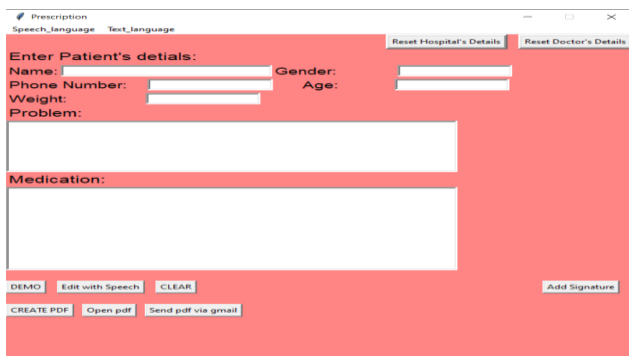 Prescription
Speech_language Text_language
Reset Hospital's Details Reset Doctor's Details
Enter Patient's detials:
Name: Gender:
Phone Number: Age:
Weight:
Problem:
Medication:
DEMO Edit with Speech CLEAR Add Signature
CREATE PDF Open pdf Send pdf via gmail